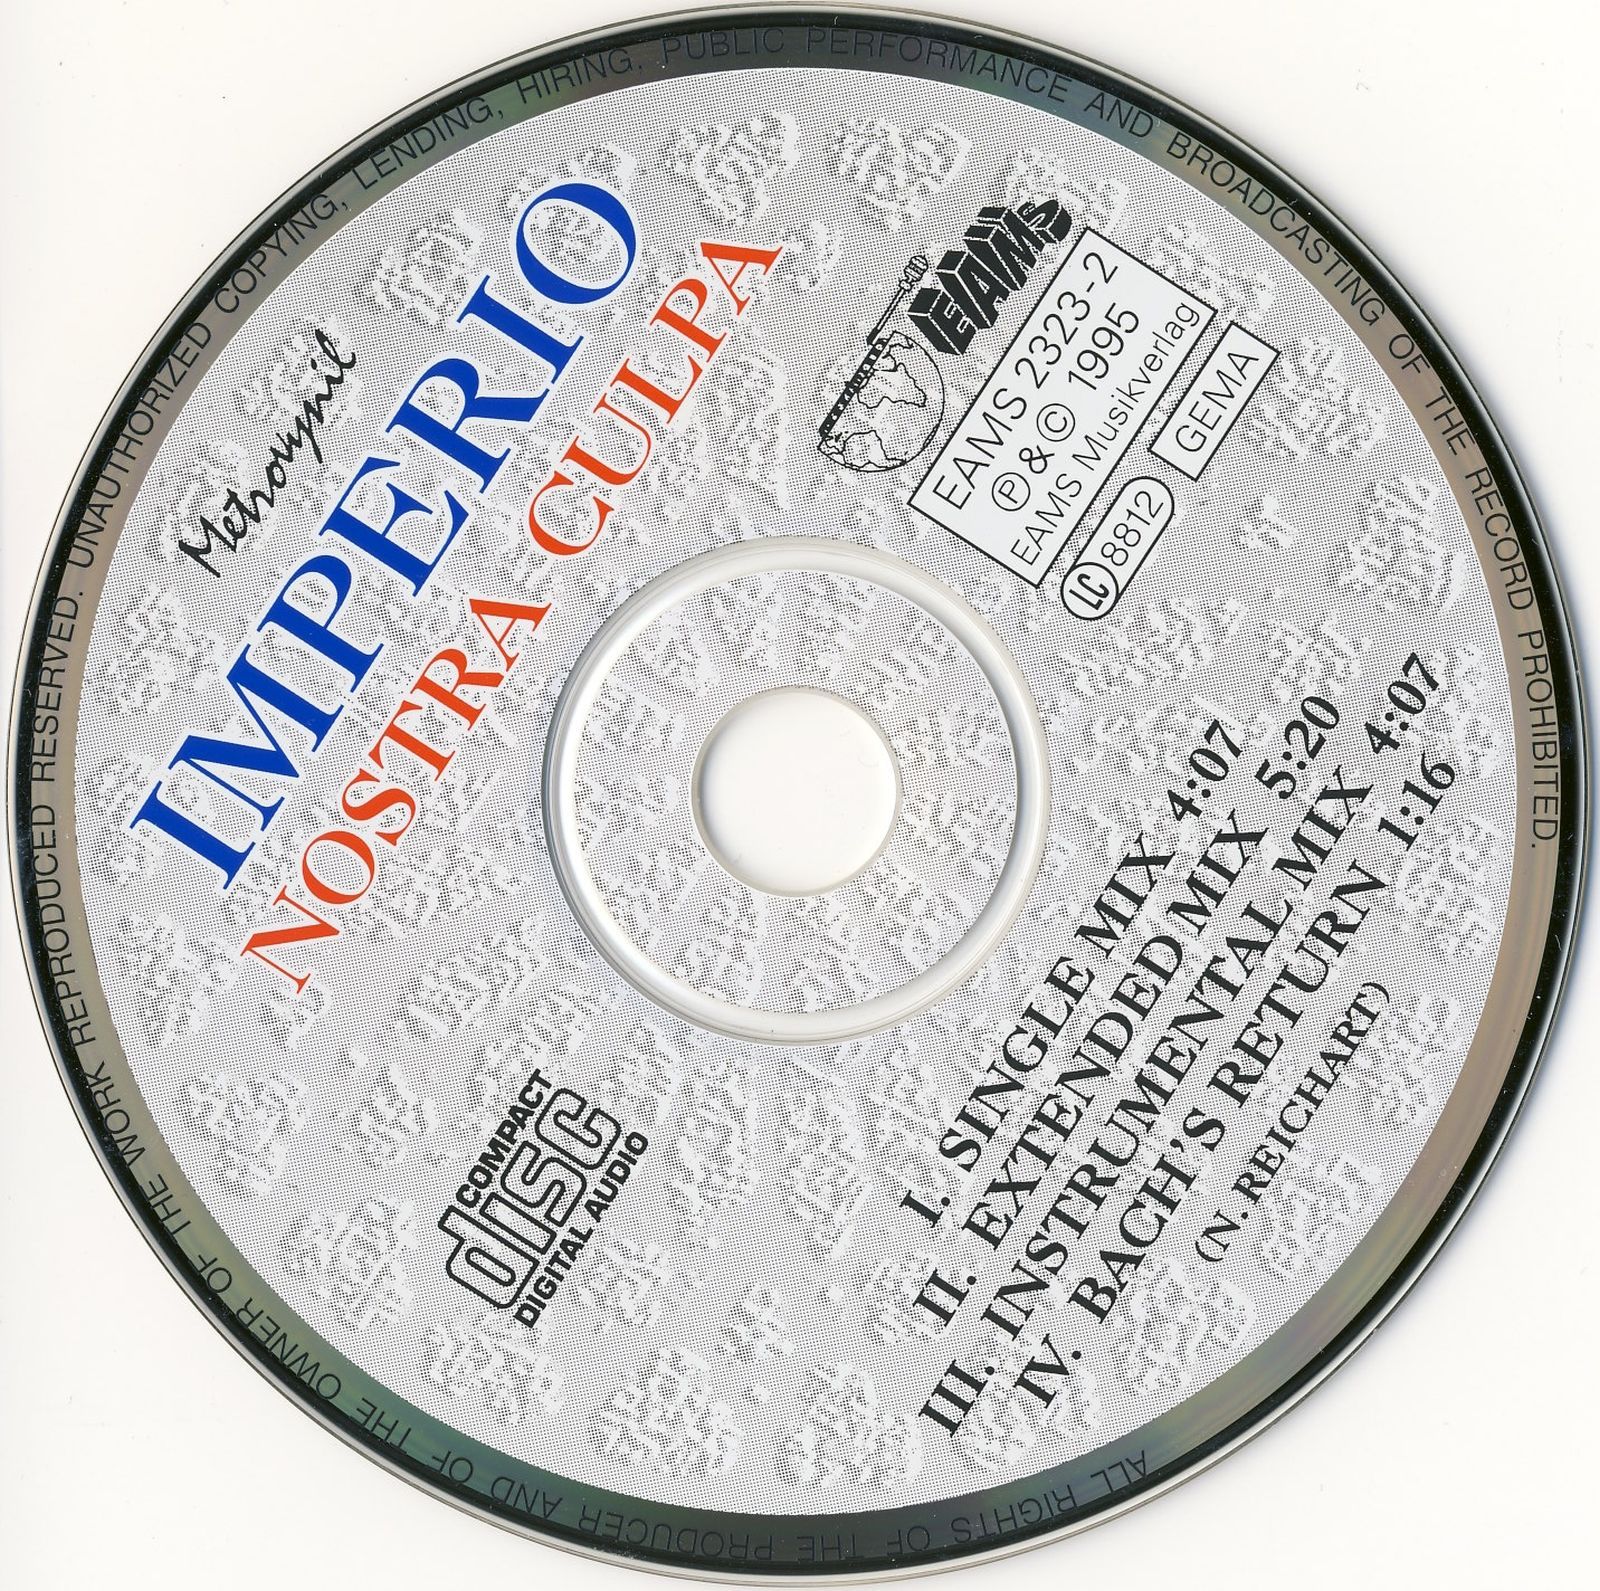 Metrovynil
IMPERIO
NOSTRA CULPA
EAMS
EAMS 2323-2
Ⓟ & Ⓒ 1995
EAMS Musikverlag
LC 8812
GEMA
COMPACT
disc
DIGITAL AUDIO
I. SINGLE MIX 4:07
II. EXTENDED MIX 5:20
III. INSTRUMENTAL MIX 4:07
IV. BACH'S RETURN 1:16
(N. REICHART)
ALL RIGHTS OF THE PRODUCER AND OF THE OWNER OF THE WORK REPRODUCED RESERVED. UNAUTHORIZED COPYING, LENDING, HIRING, PUBLIC PERFORMANCE AND BROADCASTING OF THE RECORD PROHIBITED.